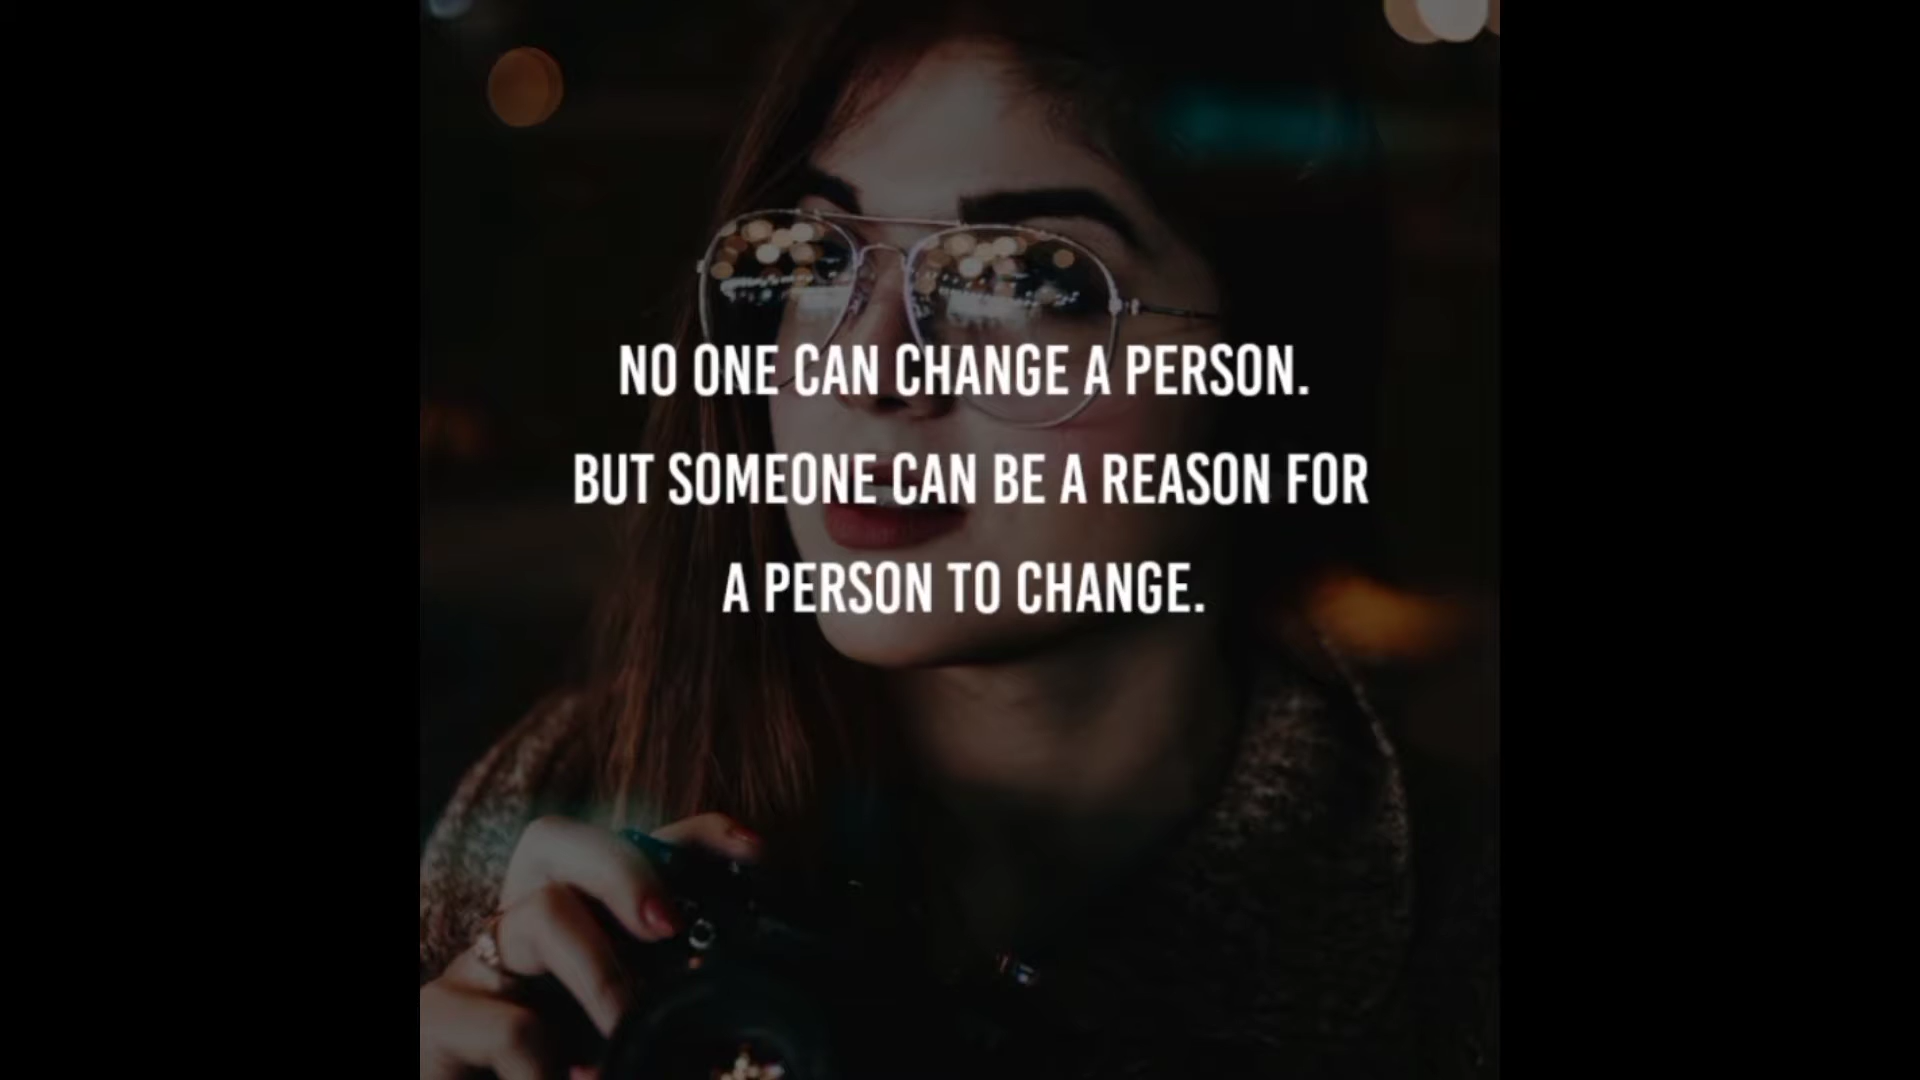 NO ONE CAN CHANGE A PERSON.
BUT SOMEONE CAN BE A REASON FOR
A PERSON TO CHANGE.